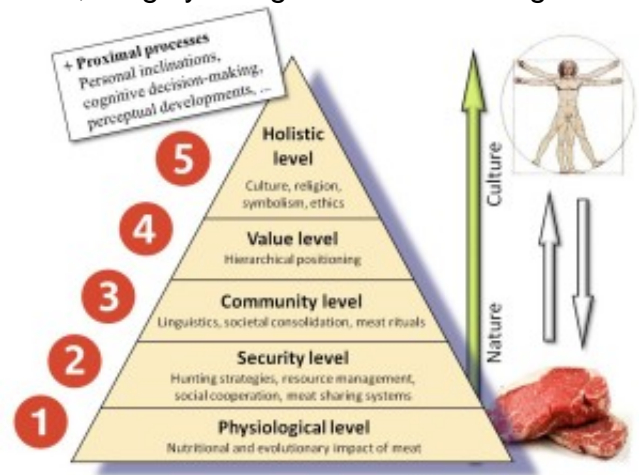 + Proximal processes
Personal inclinations,
cognitive decision-making,
perceptual developments, ...
5
Holistic
level
Culture, religion,
symbolism, ethics
4
Value level
Hierarchical positioning
3
Community level
Linguistics, societal consolidation, meat rituals
2
Security level
Hunting strategies, resource management,
social cooperation, meat sharing systems
1
Physiological level
Nutritional and evolutionary impact of meat
Culture
Nature